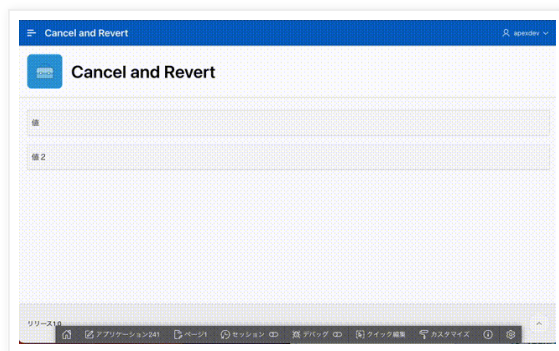 Cancel and Revert
apexdev
Cancel and Revert
値
値 2
リリース1.0
アプリケーション241 ページ1 セッション デバッグ クイック編集 カスタマイズ